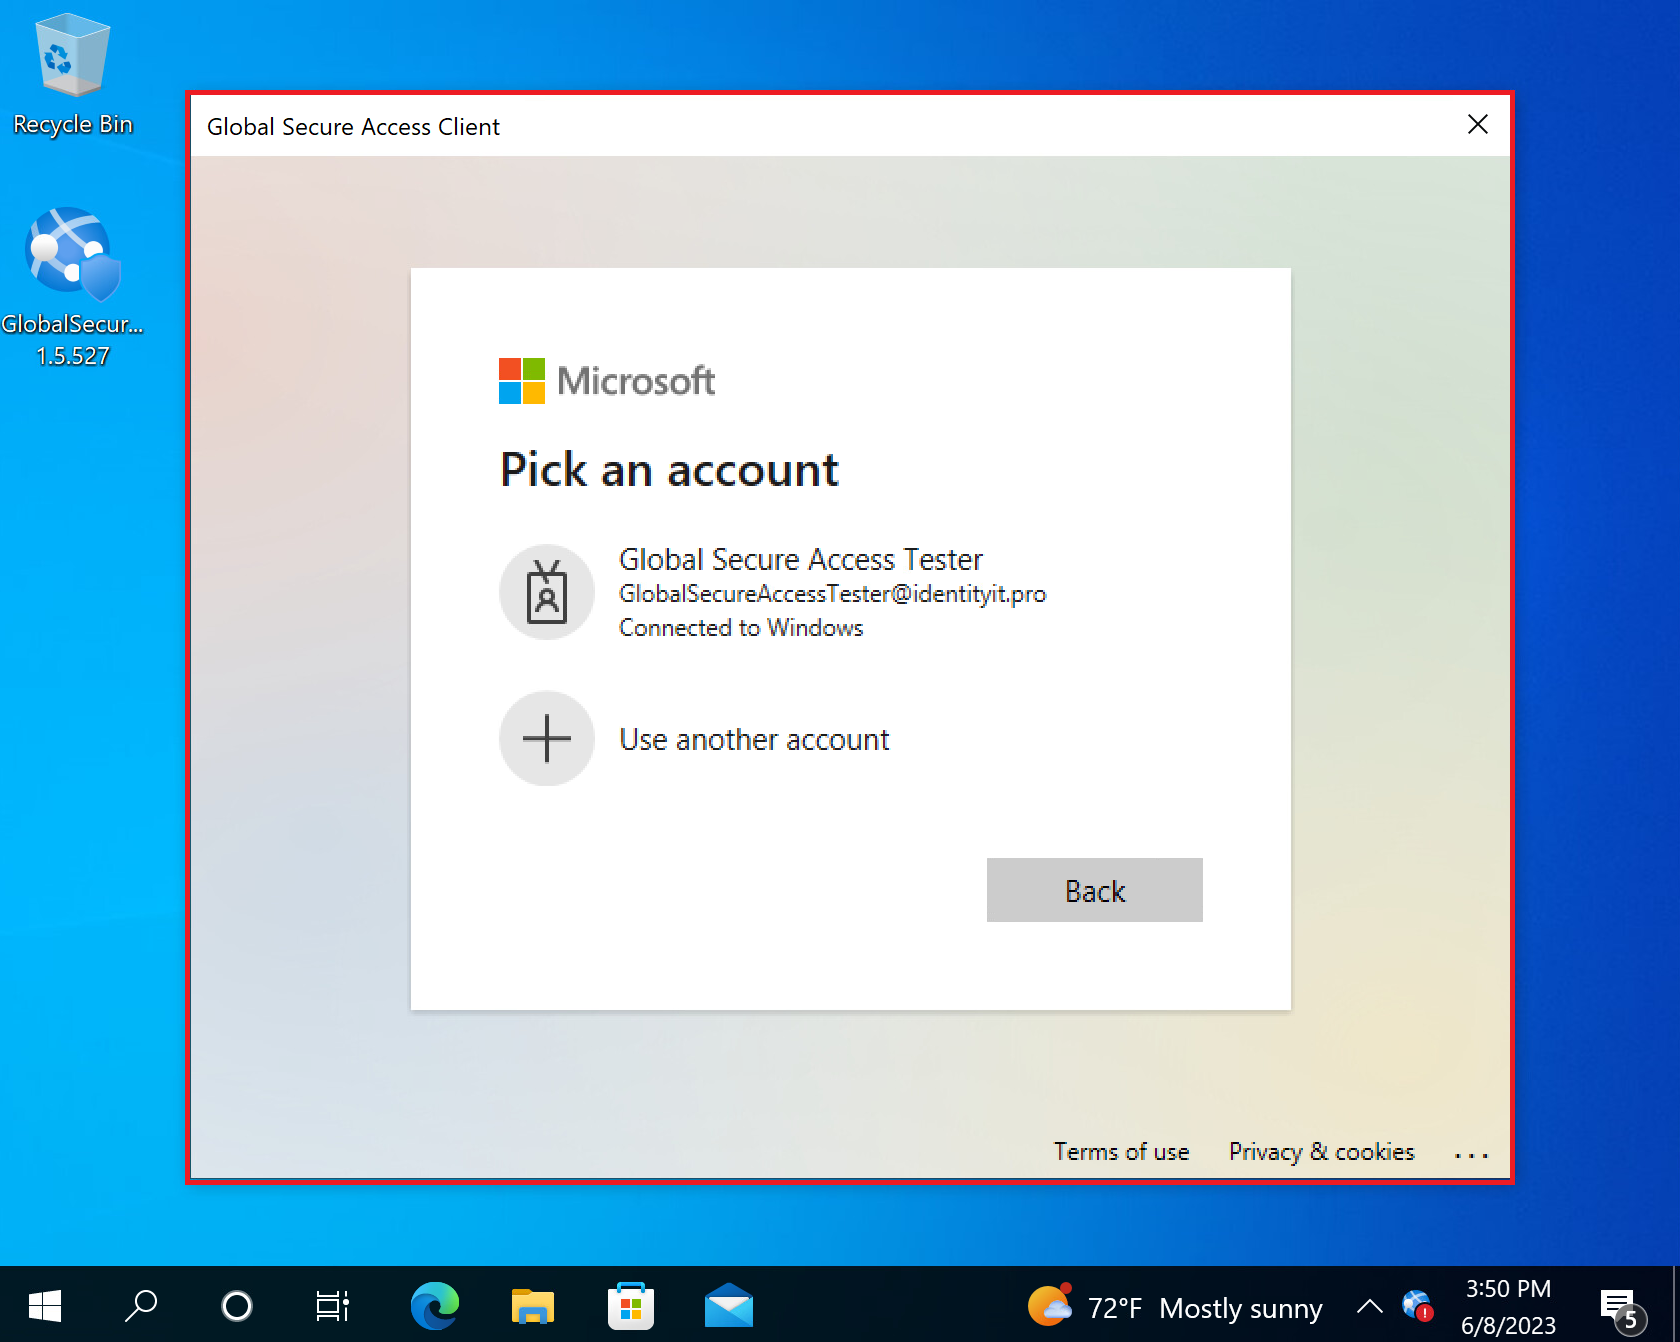 Recycle Bin
GlobalSecur...
1.5.527
Global Secure Access Client
Microsoft
Pick an account
Global Secure Access Tester
GlobalSecureAccessTester@identityit.pro
Connected to Windows
Use another account
Back
Terms of use
Privacy & cookies
...
72°F Mostly sunny
3:50 PM
6/8/2023
5